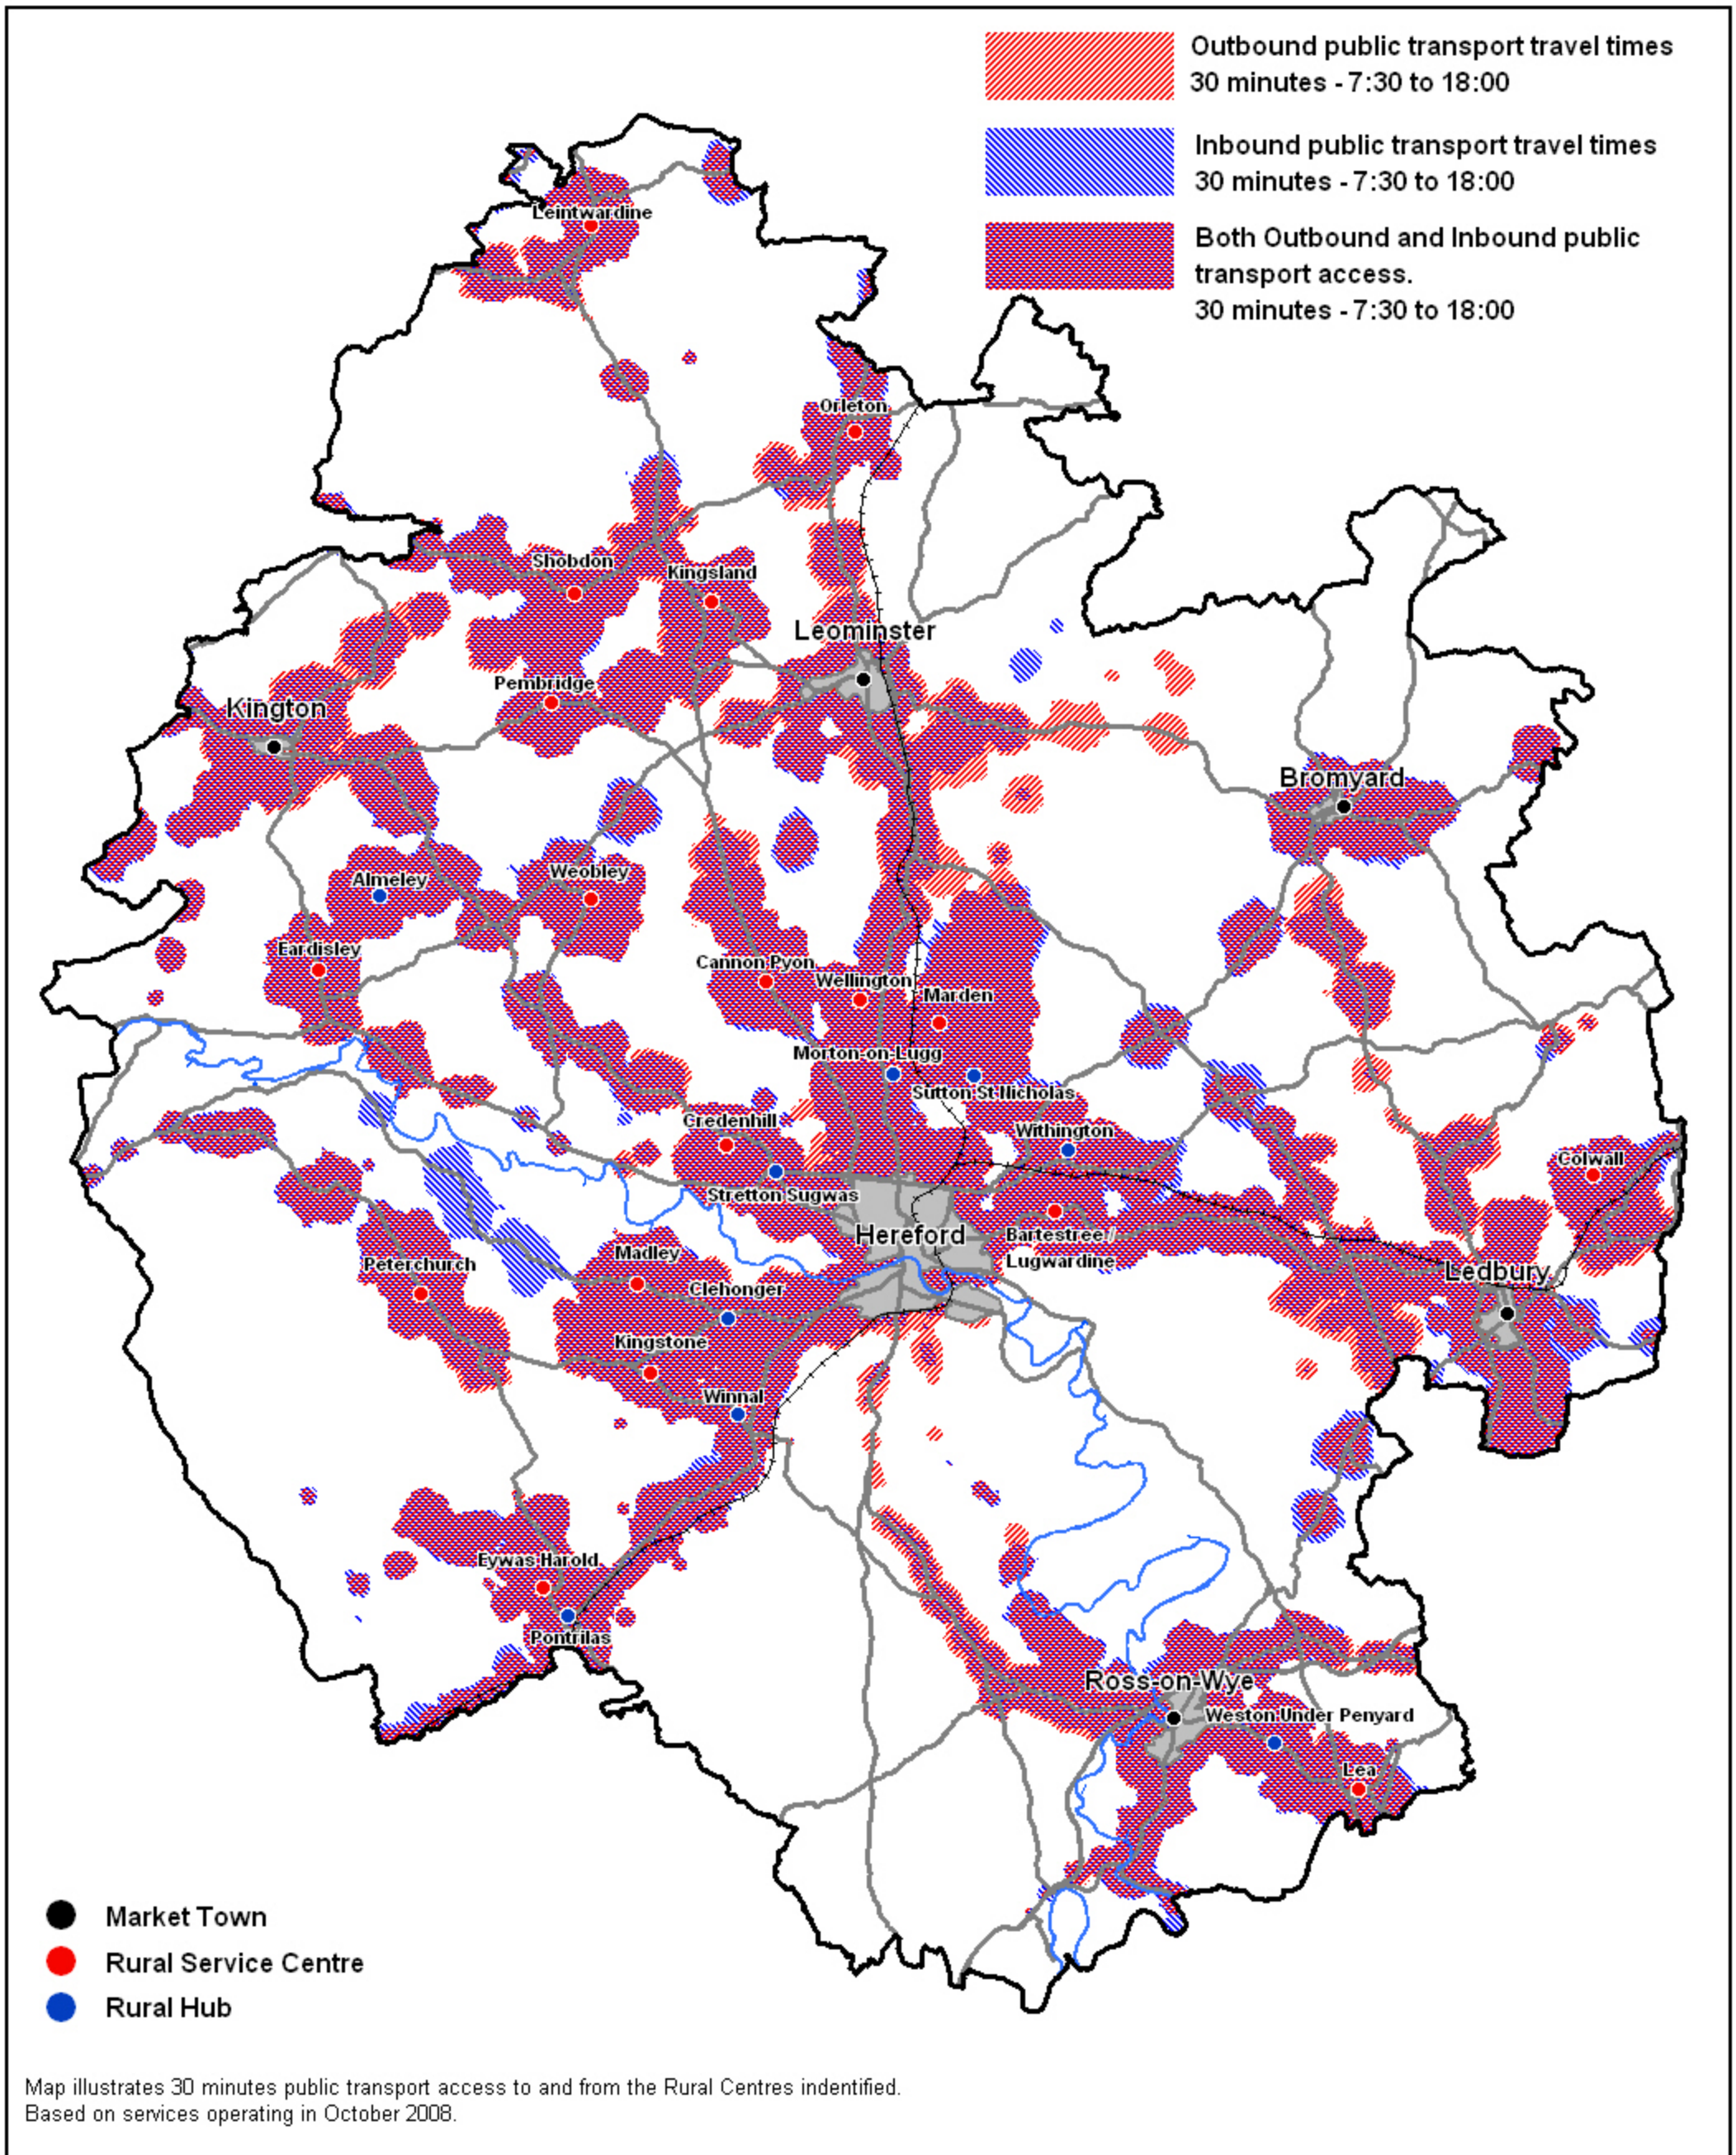 Outbound public transport travel times
30 minutes - 7:30 to 18:00
Inbound public transport travel times
30 minutes - 7:30 to 18:00
Both Outbound and Inbound public
transport access.
30 minutes - 7:30 to 18:00
Leintwardine
Orleton
Shobdon
Kingsland
Leominster
Pembridge
Kington
Bromyard
Almeley
Weobley
Eardisley
Cannon Pyon
Wellington
Marden
Morton-on-Lugg
Sutton St Nicholas
Credenhill
Withington
Colwall
Stretton Sugwas
Hereford
Bartestree /
Lugwardine
Madley
Peterchurch
Ledbury
Clehonger
Kingstone
Winnal
Eywas Harold
Pontrilas
Ross-on-Wye
Weston Under Penyard
Lea
Market Town
Rural Service Centre
Rural Hub
Map illustrates 30 minutes public transport access to and from the Rural Centres indentified.
Based on services operating in October 2008.